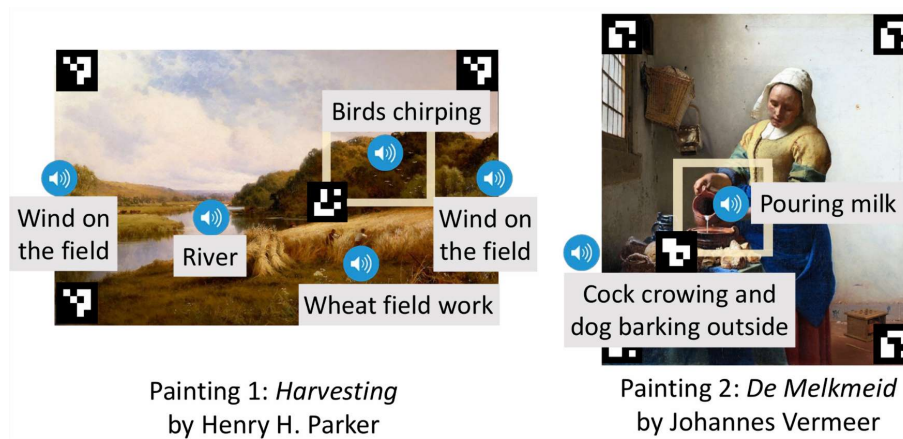 Birds chirping
Wind on
the field
River
Wind on
the field
Wheat field work
Painting 1: Harvesting
by Henry H. Parker
Pouring milk
Cock crowing and
dog barking outside
Painting 2: De Melkmeid
by Johannes Vermeer